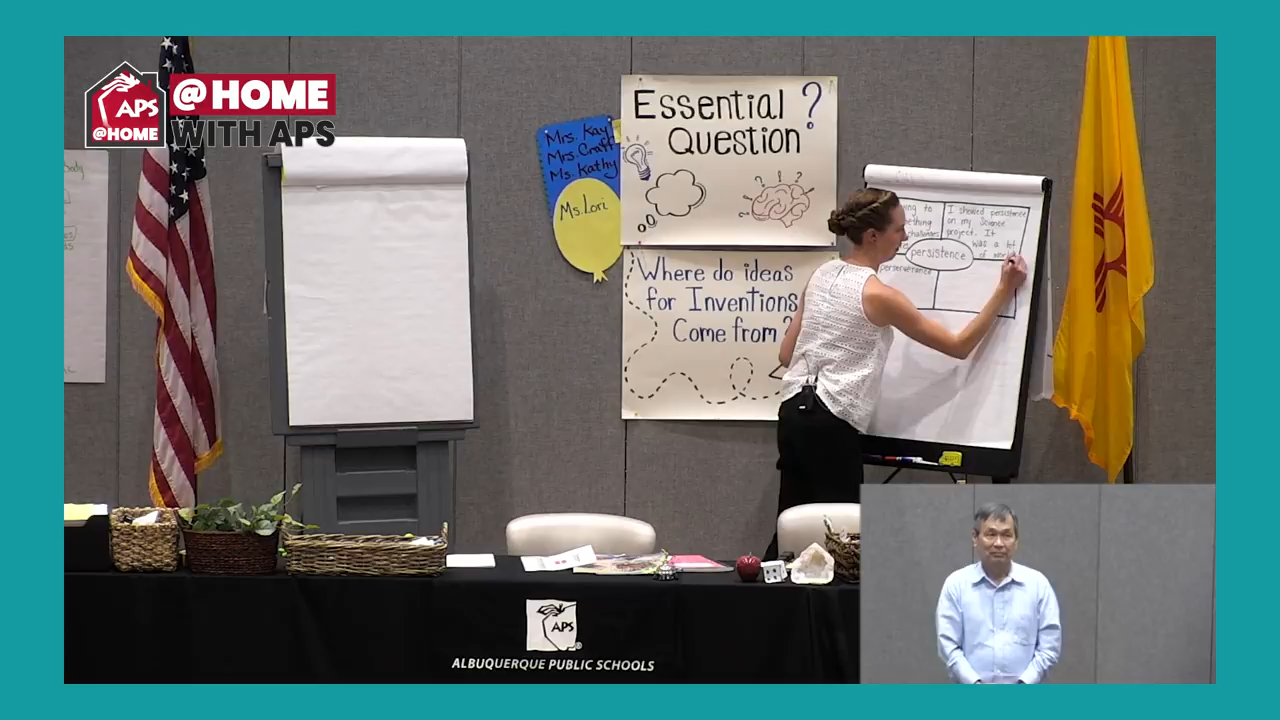 @HOME
WITH APS
APS
@HOME
Mrs. Kay
Mrs. Craft
Ms. Kathy
Ms. Lori
Essential ?
Question
Where do ideas
for Inventions
Come from ?
to
I showed persistence
on my Science
project. It
was a lot
of
challenges
persistence
perseverance
APS
ALBUQUERQUE PUBLIC SCHOOLS